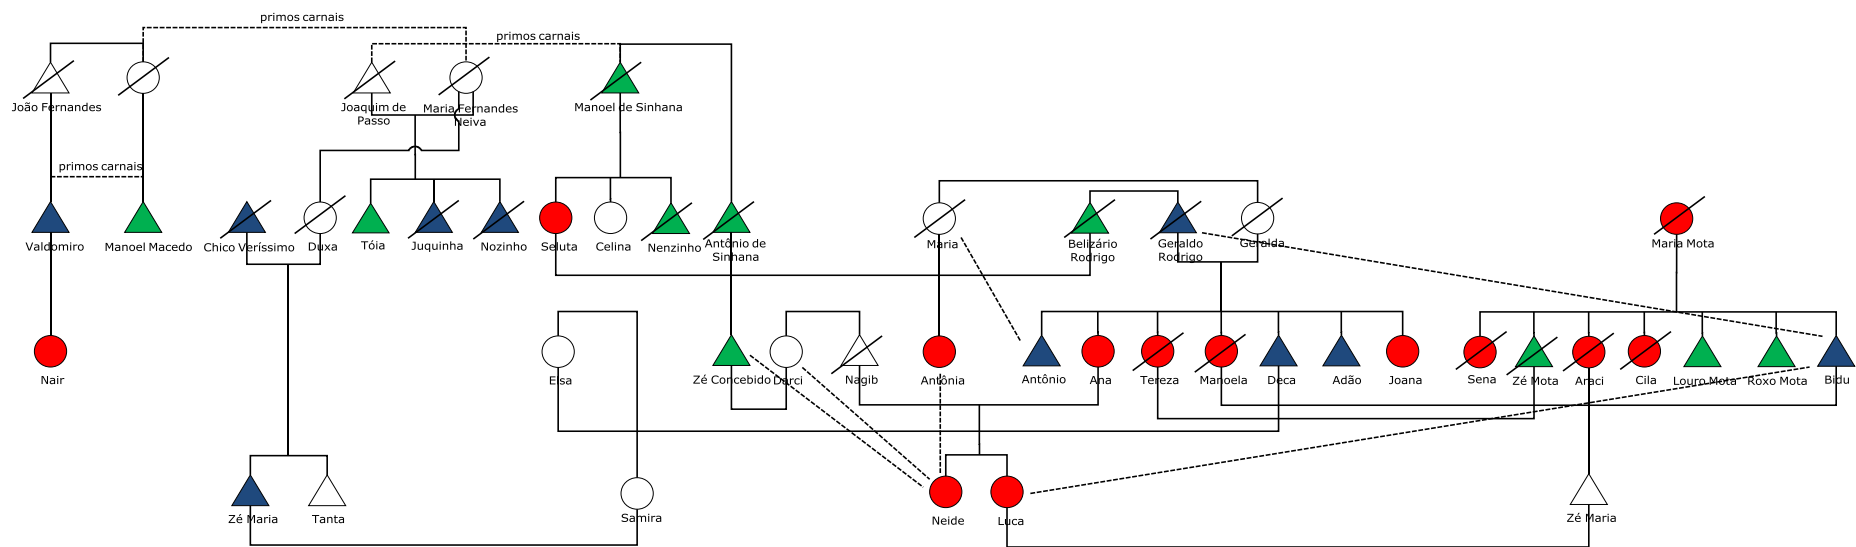 primos carnais
primos carnais
João Fernandes
Joaquim de
Passo
Maria Fernandes
Neiva
Manoel de Sinhana
primos carnais
Valdomiro
Manoel Macedo
Chico Veríssimo
Duxa
Tóia
Juquinha
Nozinho
Seluta
Celina
Nenzinho
Antônio de
Sinhana
Maria
Belizário
Rodrigo
Geraldo
Rodrigo
Geralda
Maria Mota
Nair
Elsa
Zé Concebido
Darci
Nagib
Antônia
Antônio
Ana
Tereza
Manoela
Deca
Adão
Joana
Sena
Zé Mota
Araci
Cila
Louro Mota
Roxo Mota
Bidu
Zé Maria
Tanta
Samira
Neide
Luca
Zé Maria